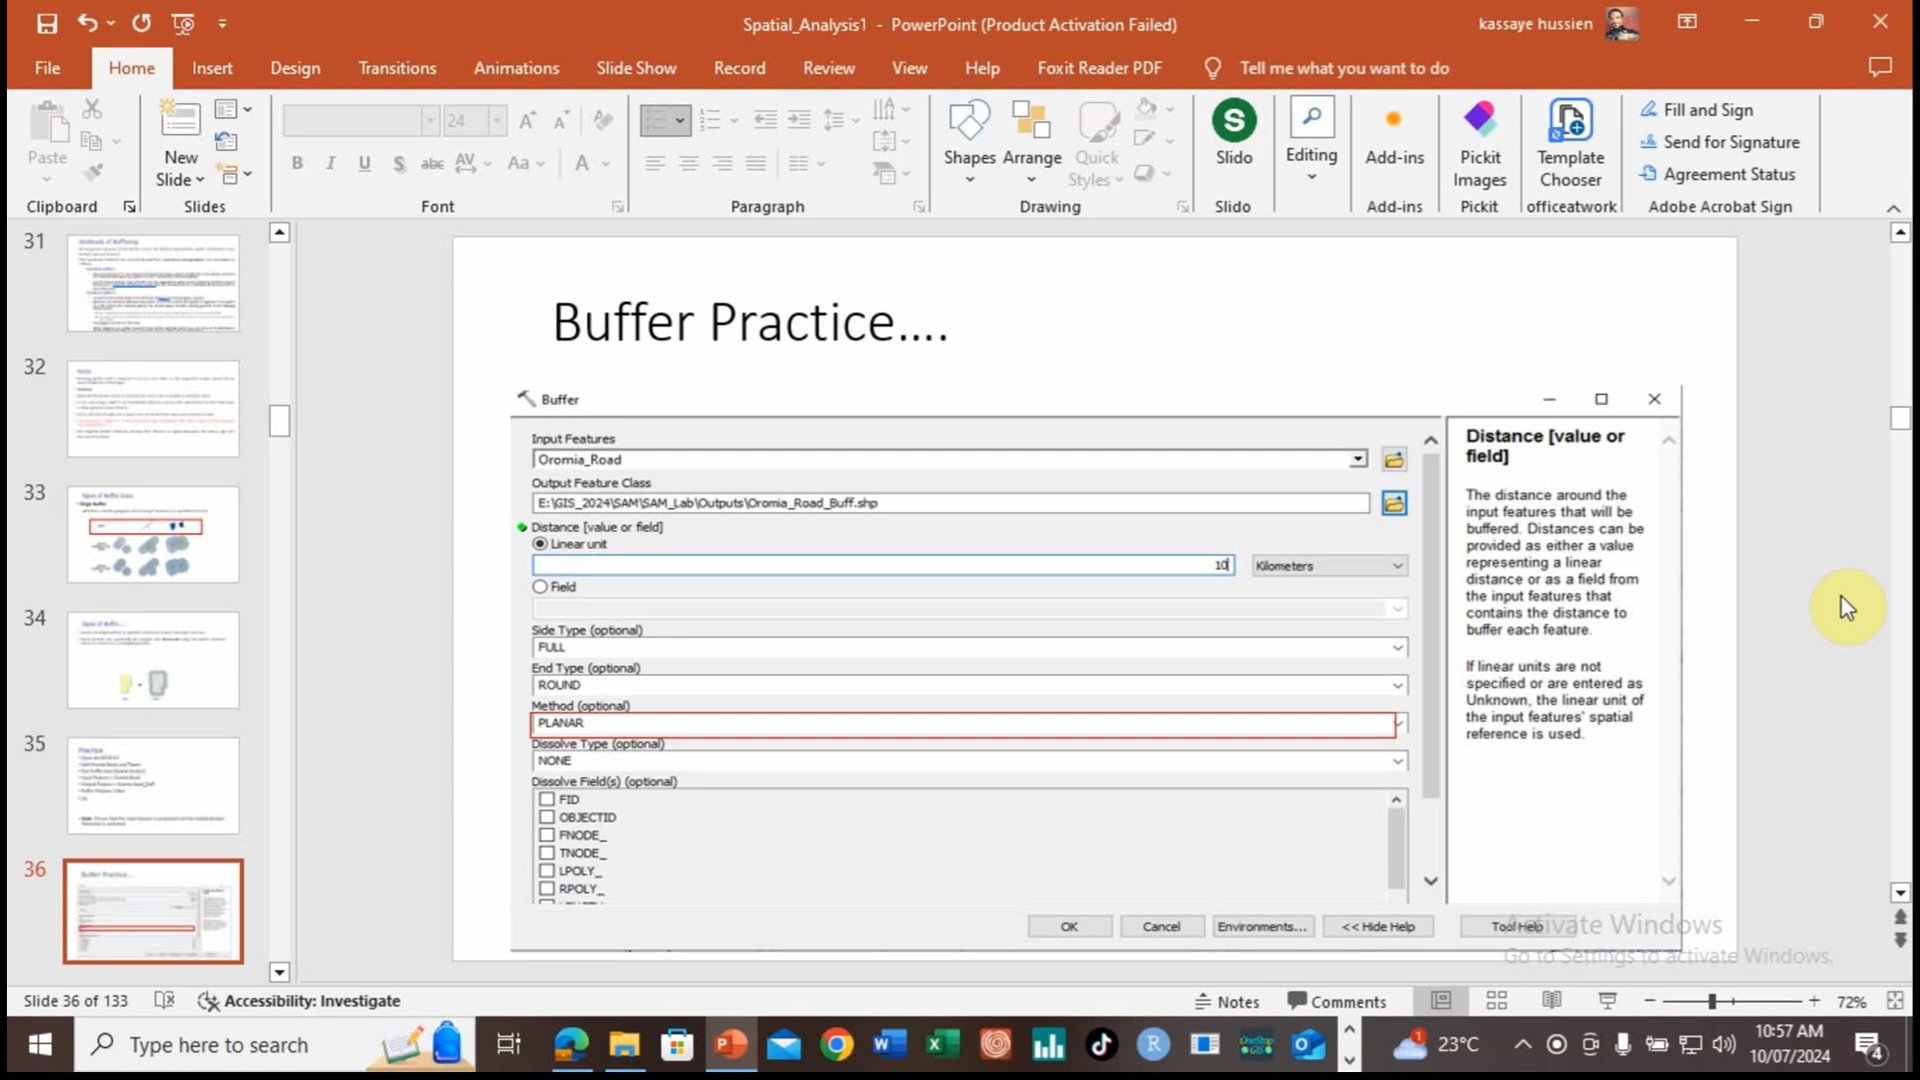 Spatial_Analysis1 - PowerPoint (Product Activation Failed)
kassaye hussien
File Home Insert Design Transitions Animations Slide Show Record Review View Help Foxit Reader PDF Tell me what you want to do
Paste
New Slide
24
Shapes
Arrange
Quick Styles
Slido
Editing
Add-ins
Pickit Images
Template Chooser
Fill and Sign
Send for Signature
Agreement Status
Clipboard Slides Font Paragraph Drawing Slido Add-ins Pickit officeatwork Adobe Acrobat Sign
31
32
33
34
35
Practice
36
Buffer Practice....
Buffer Practice....
Buffer
Input Features
Oromia_Road
Output Feature Class
E:\GIS_2024\SAM\SAM_Lab\Outputs\Oromia_Road_Buff.shp
Distance [value or field]
Linear unit
10 Kilometers
Field
Side Type (optional)
FULL
End Type (optional)
ROUND
Method (optional)
PLANAR
Dissolve Type (optional)
NONE
Dissolve Field(s) (optional)
FID
OBJECTID
FNODE_
TNODE_
LPOLY_
RPOLY_
OK Cancel Environments... << Hide Help Tool Help
Distance [value or
field]
The distance around the
input features that will be
buffered. Distances can be
provided as either a value
representing a linear
distance or as a field from
the input features that
contains the distance to
buffer each feature.
If linear units are not
specified or are entered as
Unknown, the linear unit of
the input features' spatial
reference is used.
Activate Windows
Go to Settings to activate Windows.
Slide 36 of 133 Accessibility: Investigate Notes Comments 72%
Type here to search
23°C
10:57 AM
10/07/2024
4